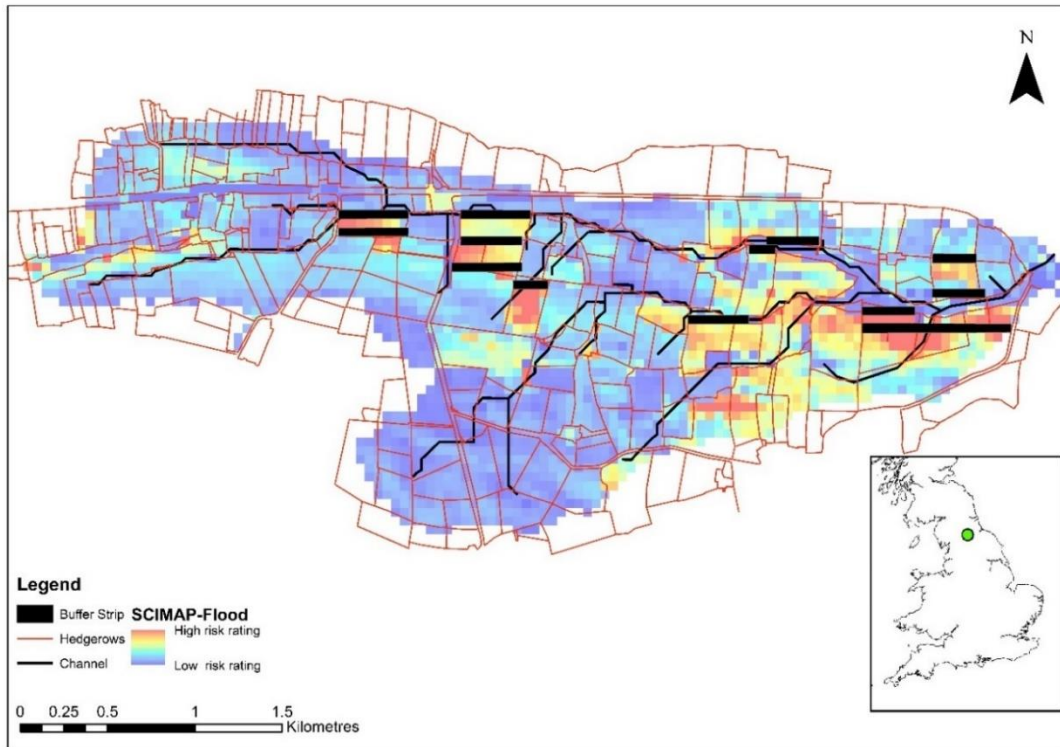 N
Legend
Buffer Strip SCIMAP-Flood
Hedgerows High risk rating
Channel Low risk rating
0 0.25 0.5 1 1.5
Kilometres